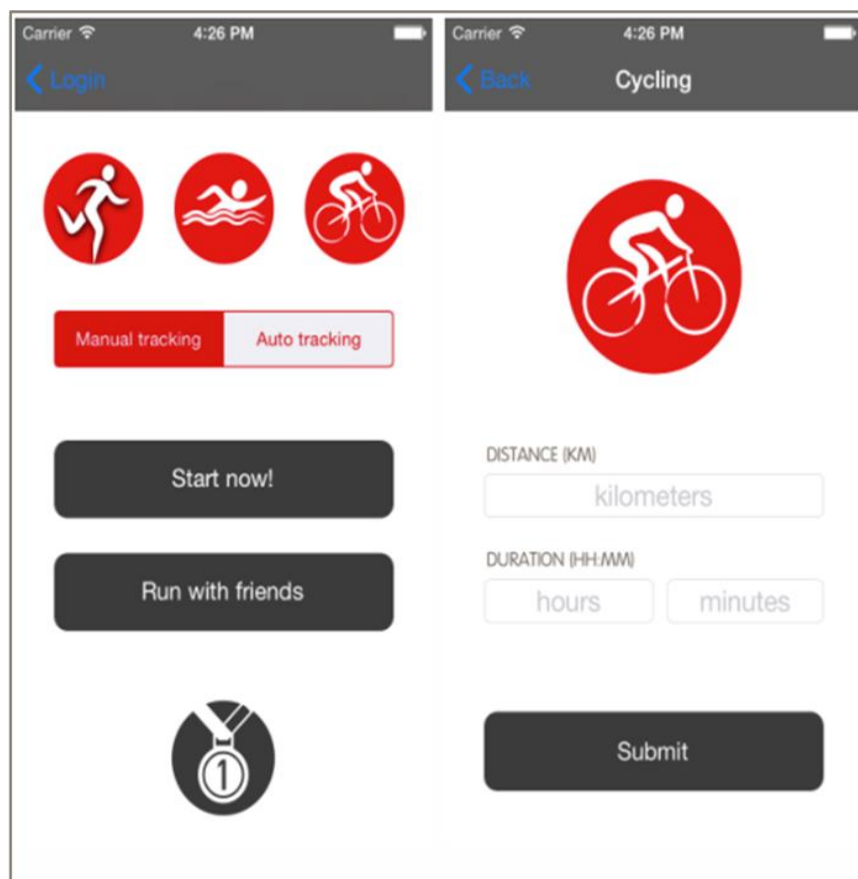 Carrier 4:26 PM
Login
Manual tracking Auto tracking
Start now!
Run with friends
1
Carrier 4:26 PM
Back Cycling
DISTANCE (KM)
kilometers
DURATION (HH:MM)
hours minutes
Submit